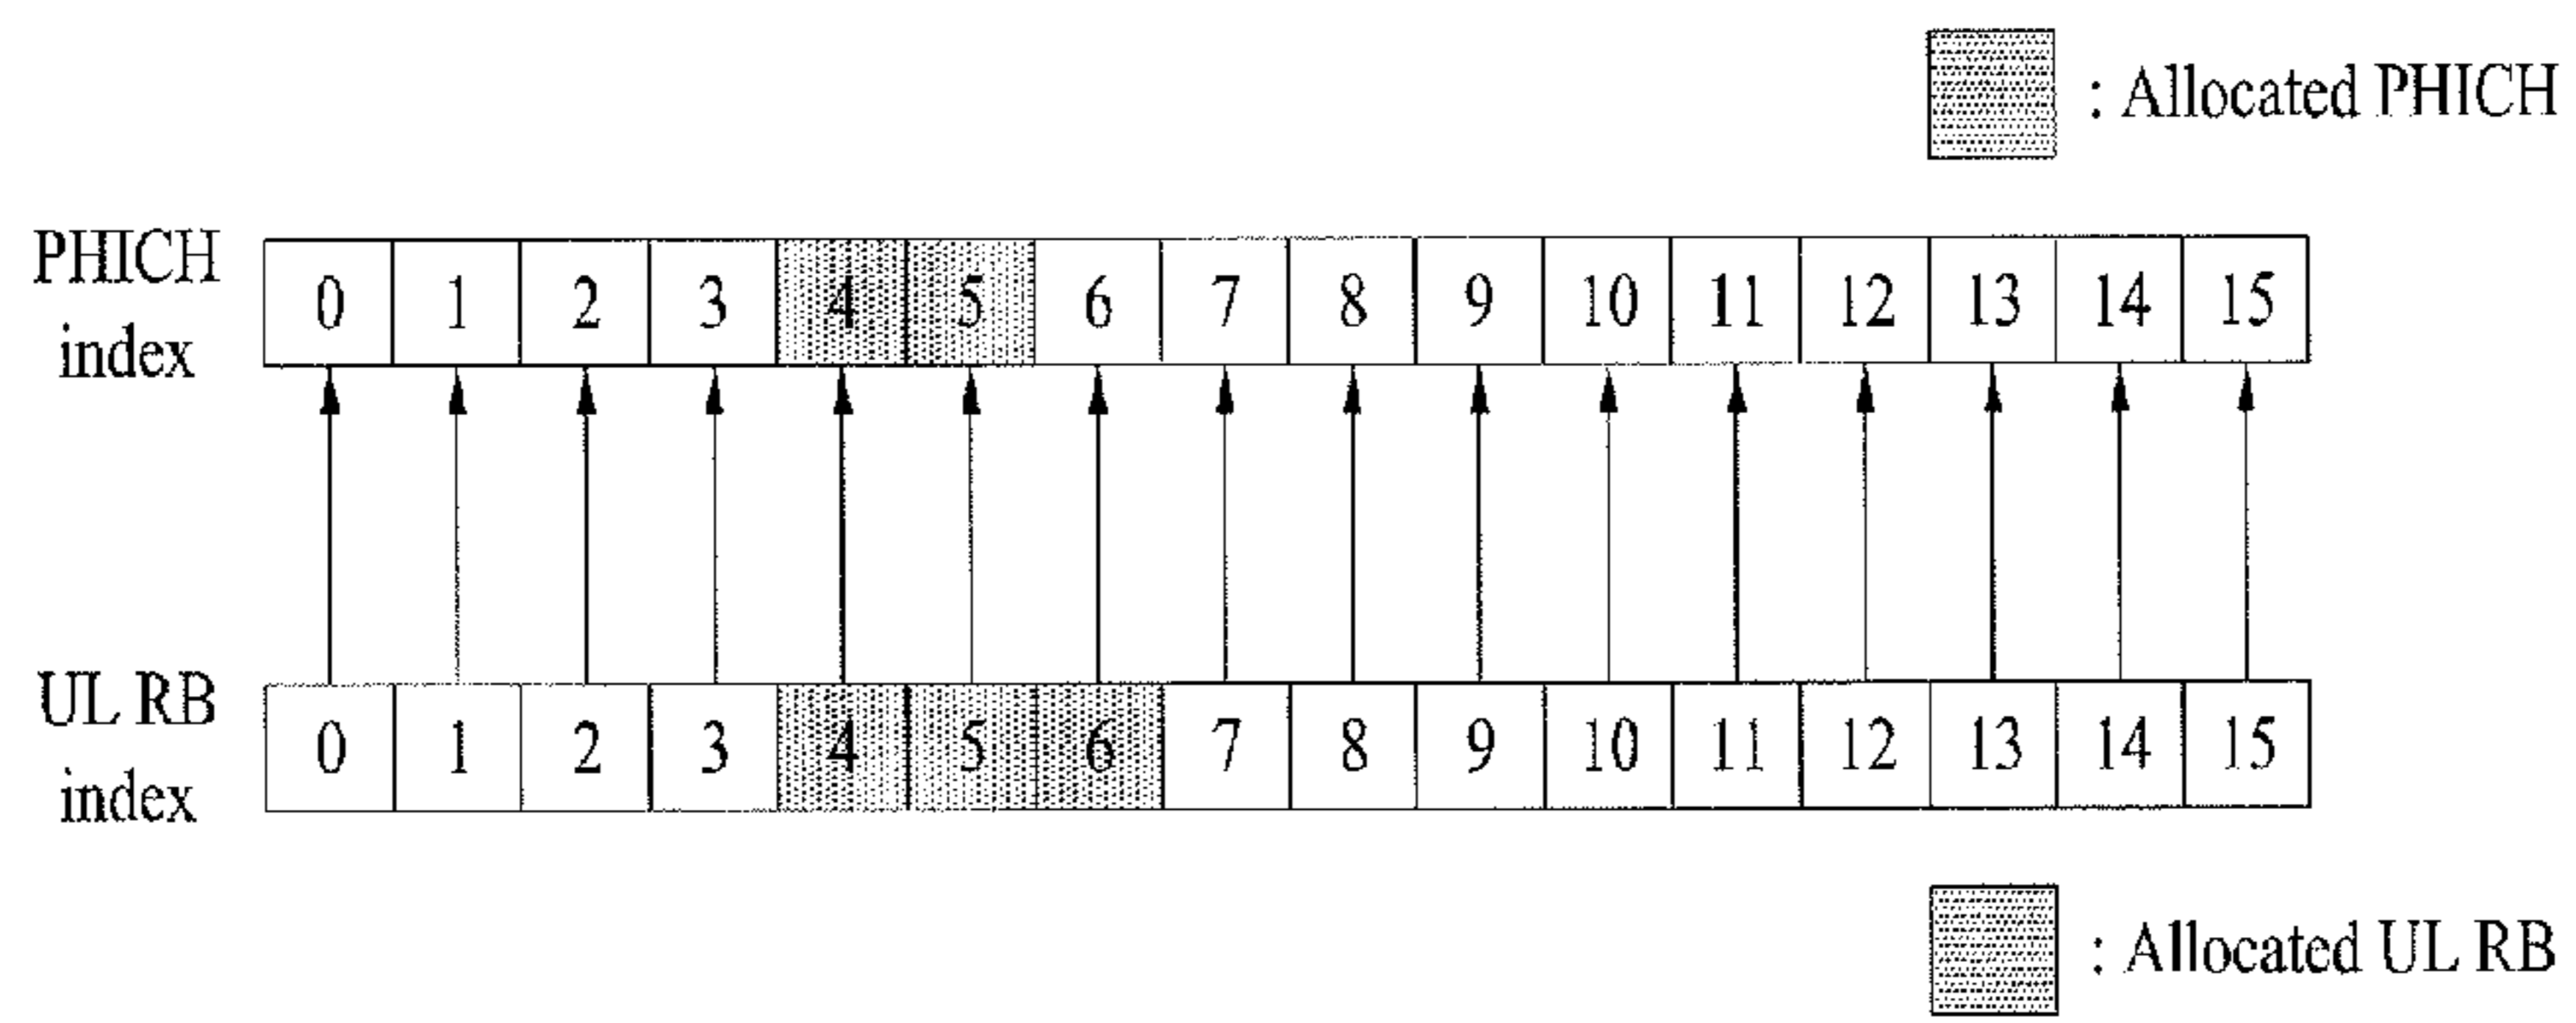 : Allocated PHICH
PHICH
index
0 1 2 3 4 5 6 7 8 9 10 11 12 13 14 15
UL RB
index
0 1 2 3 4 5 6 7 8 9 10 11 12 13 14 15
: Allocated UL RB